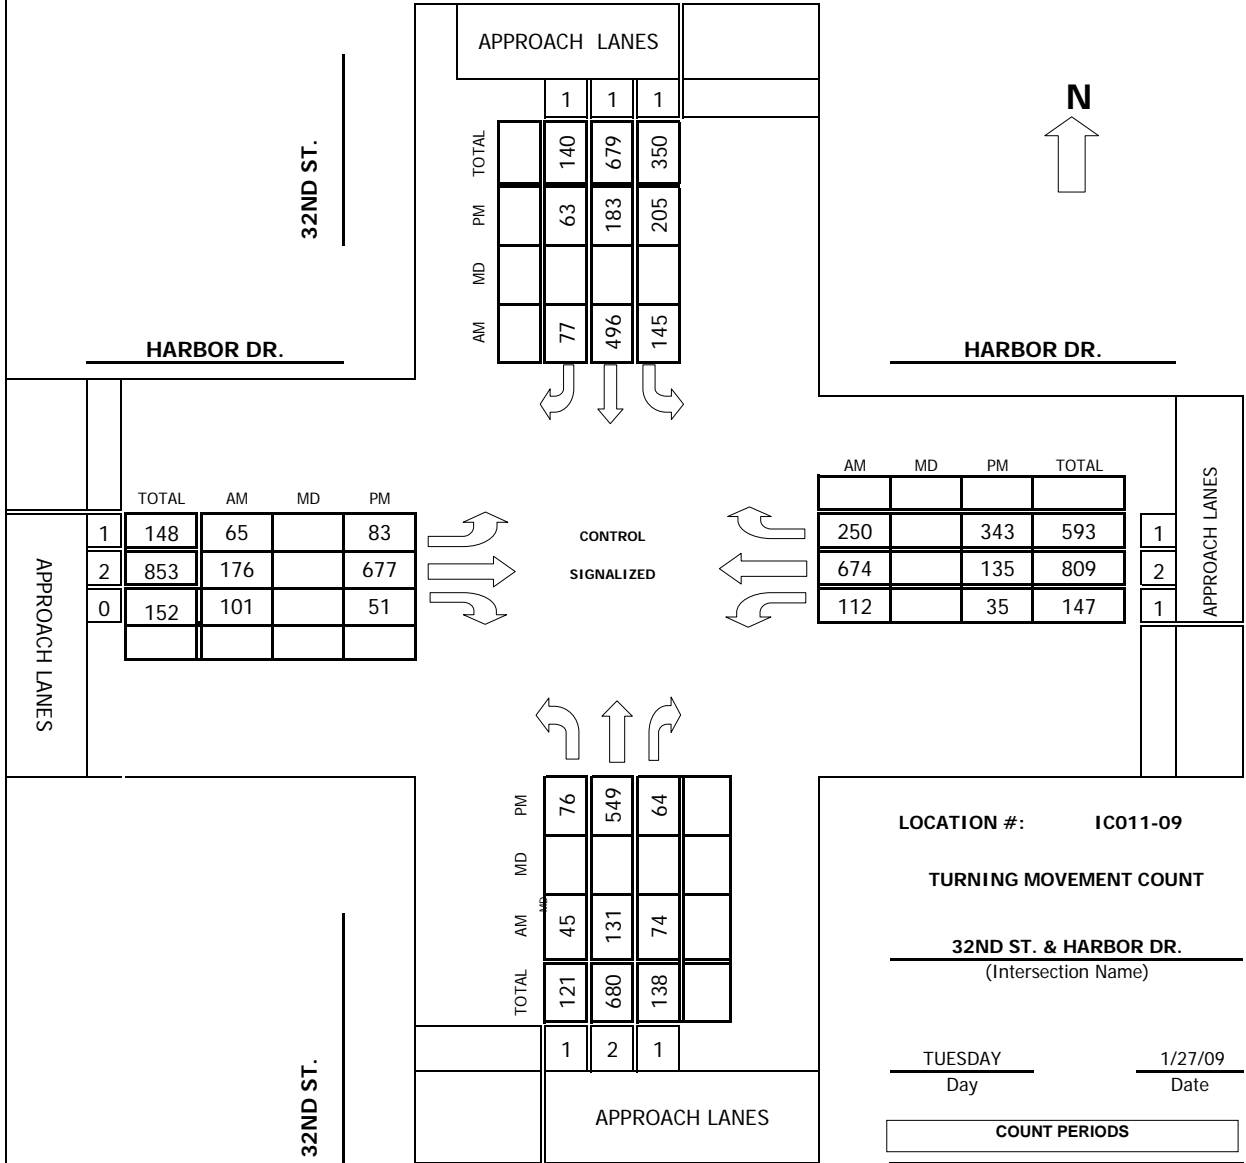 APPROACH LANES
1 1 1
N
32ND ST.
TOTAL 140 679 350
PM 63 183 205
MD
AM 77 496 145
HARBOR DR.
HARBOR DR.
AM MD PM TOTAL
TOTAL AM MD PM
1 148 65 83
2 853 176 677
0 152 101 51
APPROACH LANES
CONTROL
SIGNALIZED
250 343 593 1
674 135 809 2
112 35 147 1
APPROACH LANES
PM 76 549 64
MD
MD
AM 45 131 74
TOTAL 121 680 138
1 2 1
APPROACH LANES
32ND ST.
LOCATION #: IC011-09
TURNING MOVEMENT COUNT
32ND ST. & HARBOR DR.
(Intersection Name)
TUESDAY 1/27/09
Day Date
COUNT PERIODS